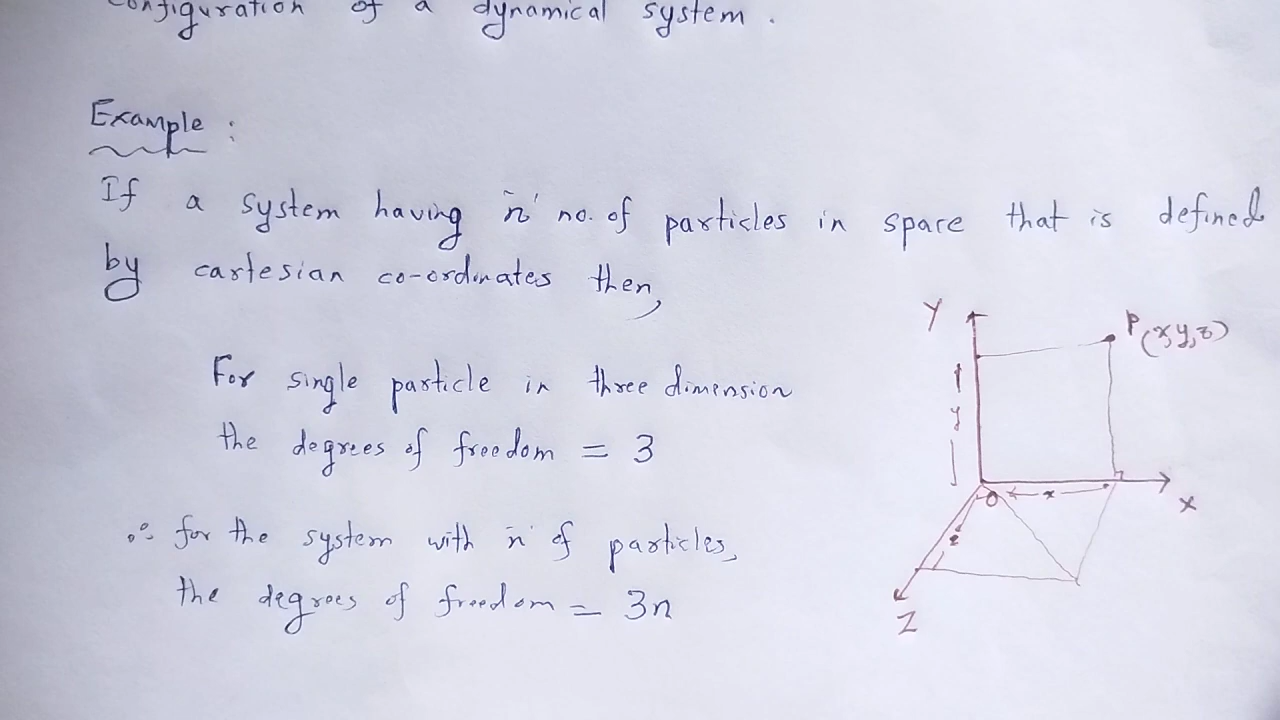 configuration of a dynamical system.
Example :
If a system having 'n' no. of particles in space that is defined
by cartesian co-ordinates then,
For single particle in three dimension
the degrees of freedom = 3
∴ for the system with 'n' of particles,
the degrees of freedom = 3n
Y
P(x,y,z)
y
O
x
X
z
Z